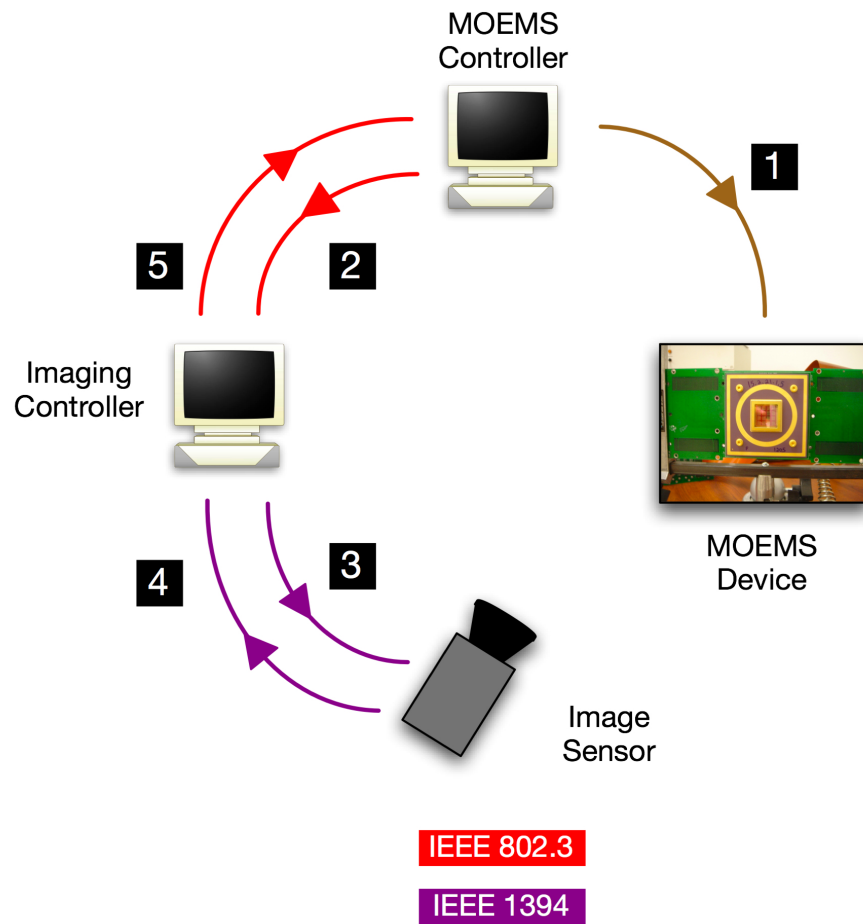 MOEMS
Controller
1
5
2
Imaging
Controller
MOEMS
Device
3
4
Image
Sensor
IEEE 802.3
IEEE 1394